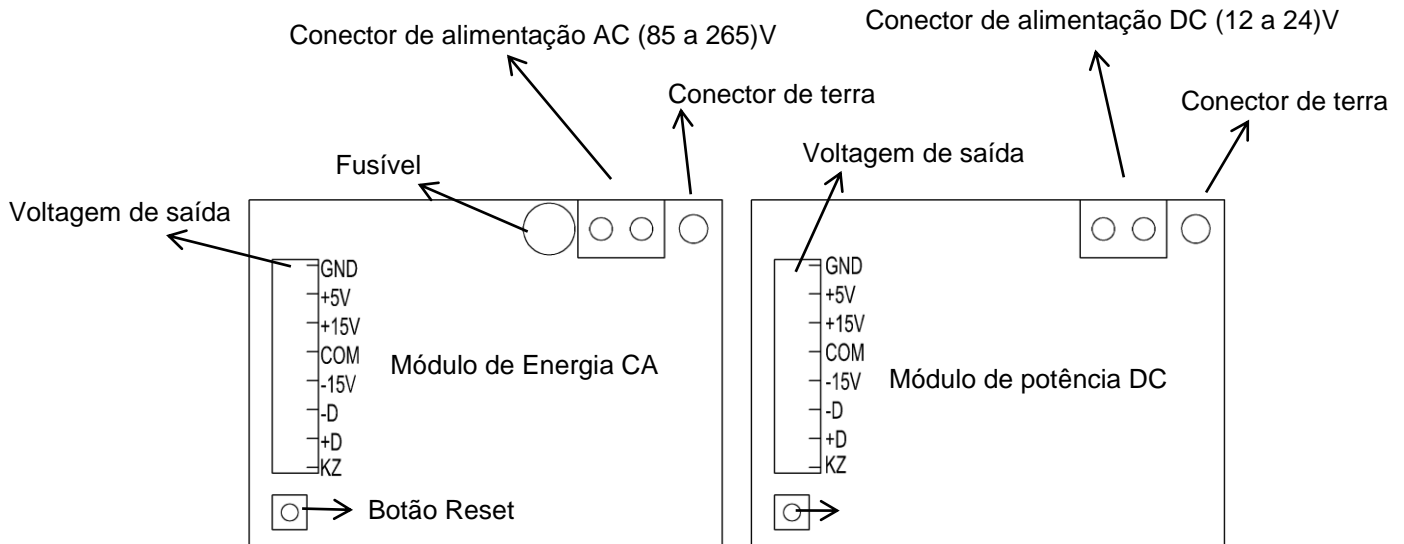 Conector de alimentação AC (85 a 265)V
Conector de alimentação DC (12 a 24)V
Conector de terra
Conector de terra
Fusível
Voltagem de saída
Voltagem de saída
GND
+5V
+15V
COM
-15V
-D
+D
KZ
Módulo de Energia CA
Botão Reset
GND
+5V
+15V
COM
-15V
-D
+D
KZ
Módulo de potência DC